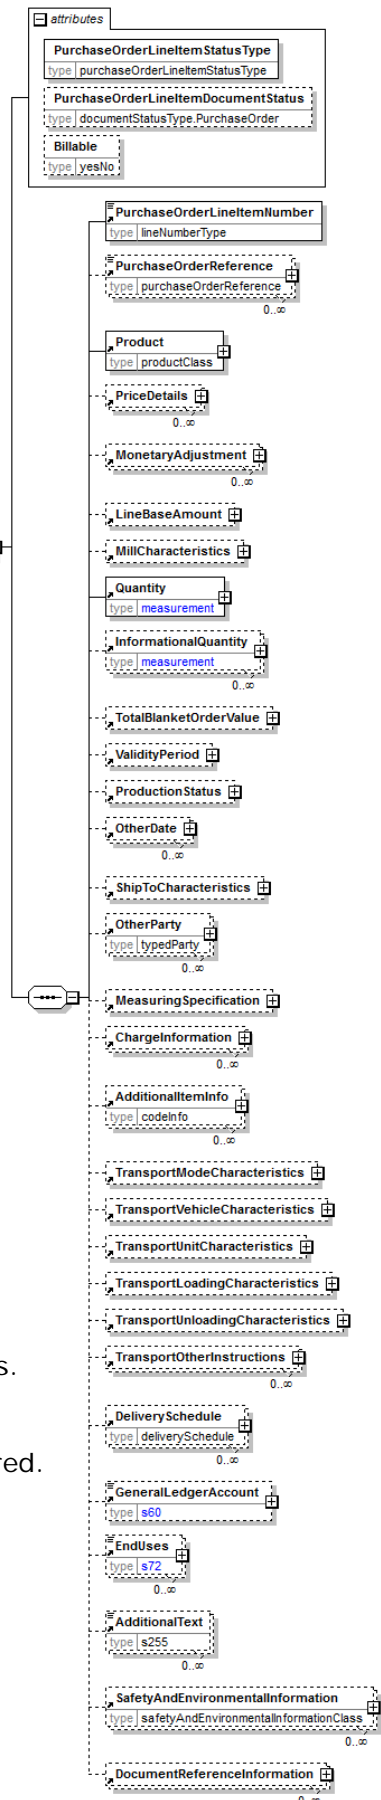 attributes
PurchaseOrderLineItemStatusType
type purchaseOrderLineItemStatusType
PurchaseOrderLineItemDocumentStatus
type documentStatusType.PurchaseOrder
Billable
type yesNo
PurchaseOrderLineItemNumber
type lineNumberType
PurchaseOrderReference
type purchaseOrderReference
0..∞
Product
type productClass
PriceDetails
0..∞
MonetaryAdjustment
0..∞
LineBaseAmount
MillCharacteristics
Quantity
type measurement
InformationalQuantity
type measurement
0..∞
TotalBlanketOrderValue
ValidityPeriod
ProductionStatus
OtherDate
0..∞
ShipToCharacteristics
OtherParty
type typedParty
0..∞
MeasuringSpecification
ChargeInformation
0..∞
AdditionalItemInfo
type codeInfo
0..∞
TransportModeCharacteristics
TransportVehicleCharacteristics
TransportUnitCharacteristics
TransportLoadingCharacteristics
TransportUnloadingCharacteristics
TransportOtherInstructions
s.
0..∞
DeliverySchedule
type deliverySchedule
0..∞
red.
GeneralLedgerAccount
type s60
EndUses
type s72
0..∞
AdditionalText
type s255
0..∞
SafetyAndEnvironmentalInformation
type safetyAndEnvironmentalInformationClass
0..∞
DocumentReferenceInformation
0..∞